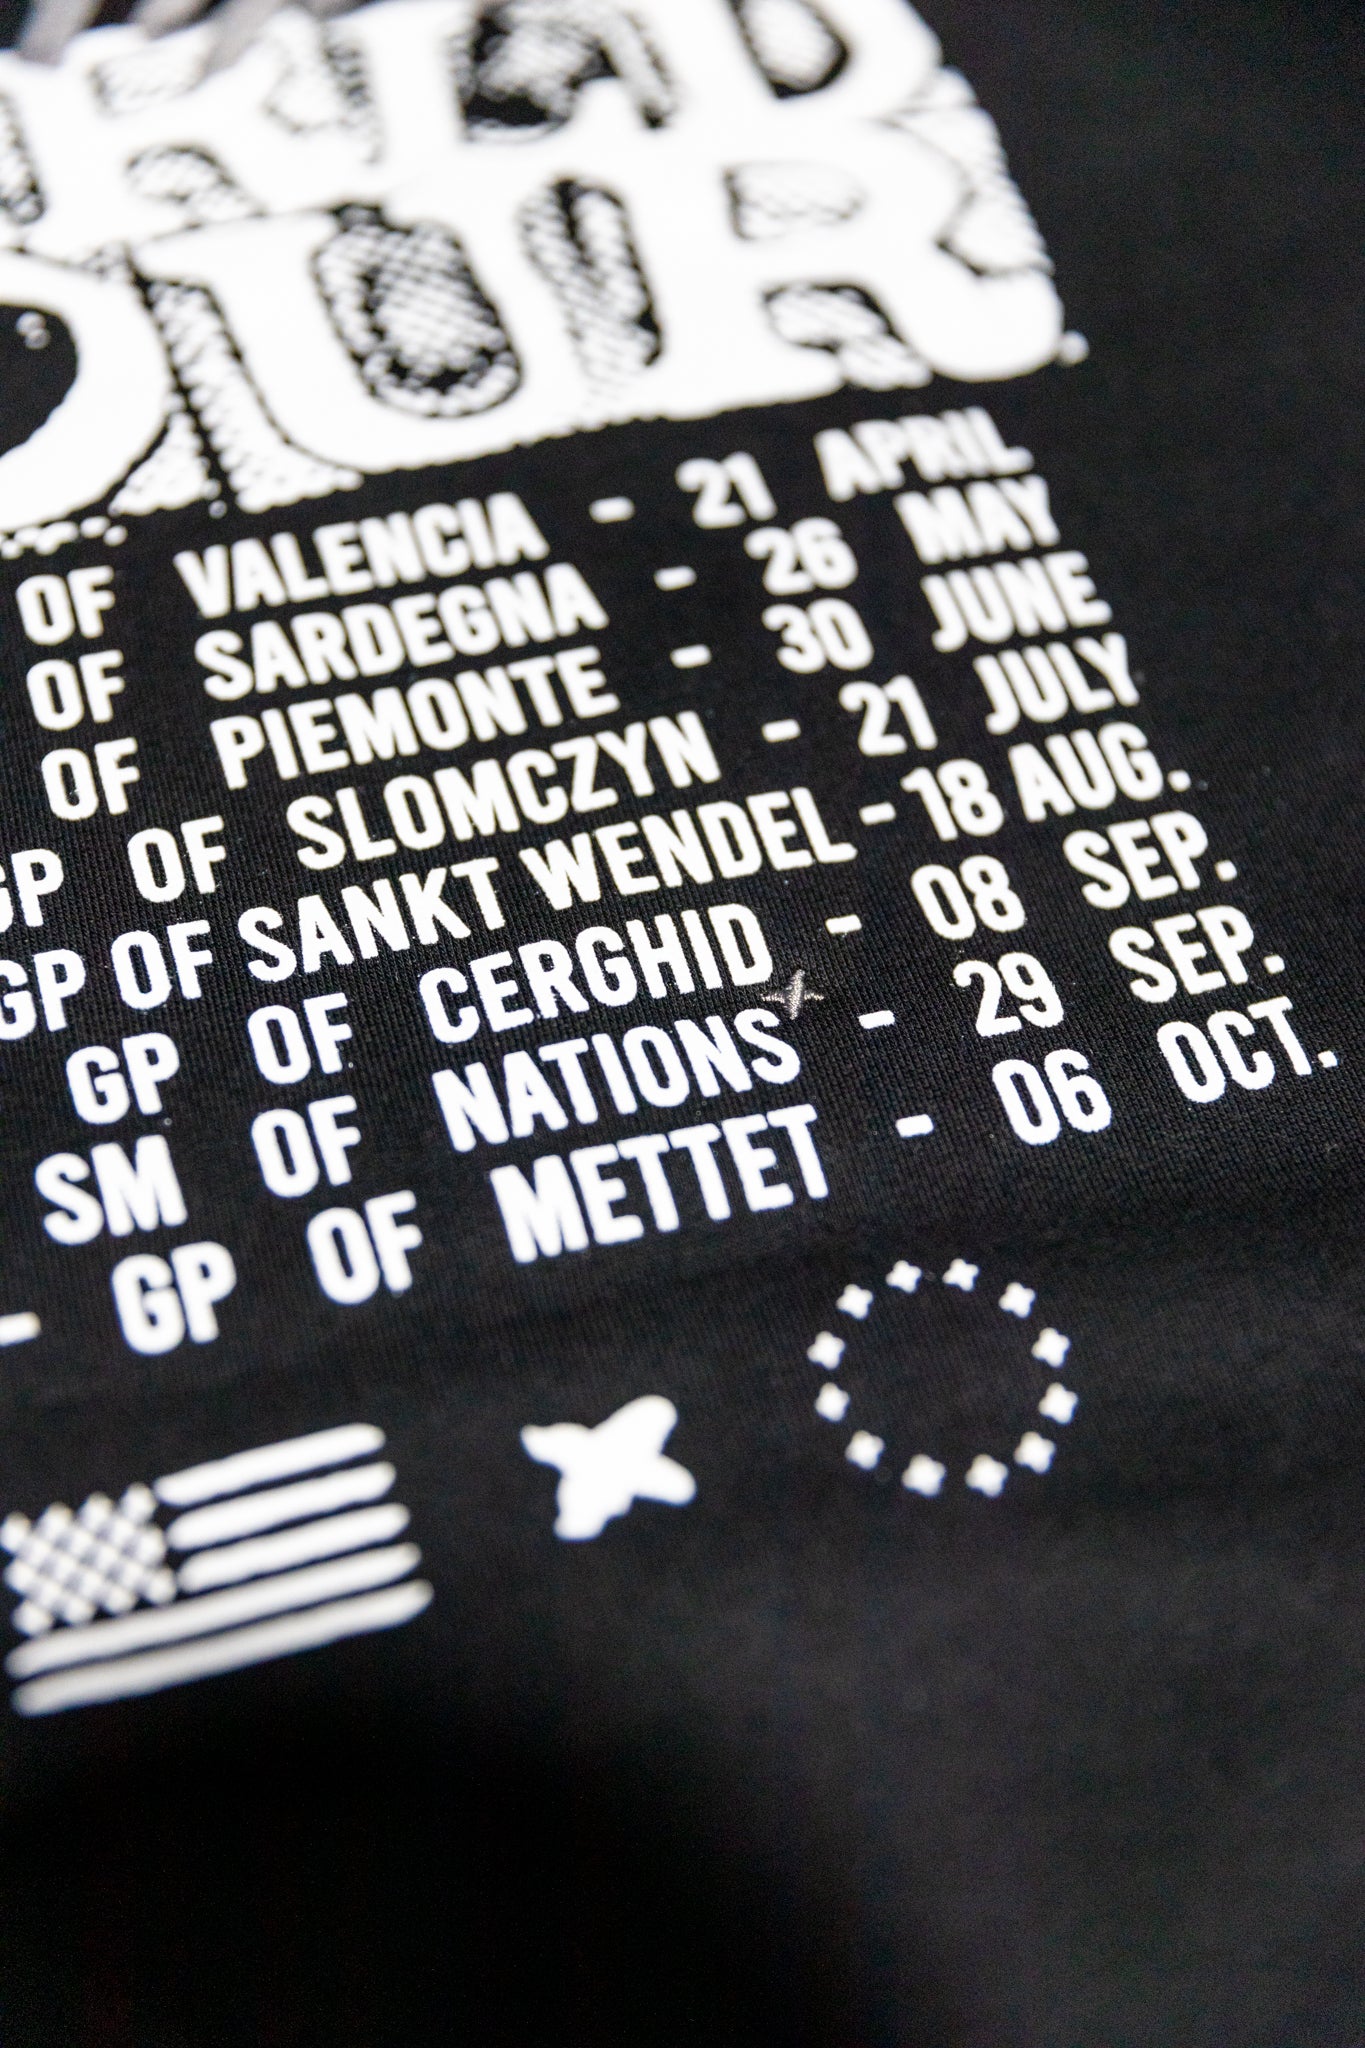 OUR
OF VALENCIA - 21 APRIL
OF SARDEGNA - 26 MAY
OF PIEMONTE - 30 JUNE
GP OF SLOMCZYN - 21 JULY
GP OF SANKT WENDEL - 18 AUG.
GP OF CERGHID - 08 SEP.
SM OF NATIONS - 29 SEP.
- GP OF METTET - 06 OCT.